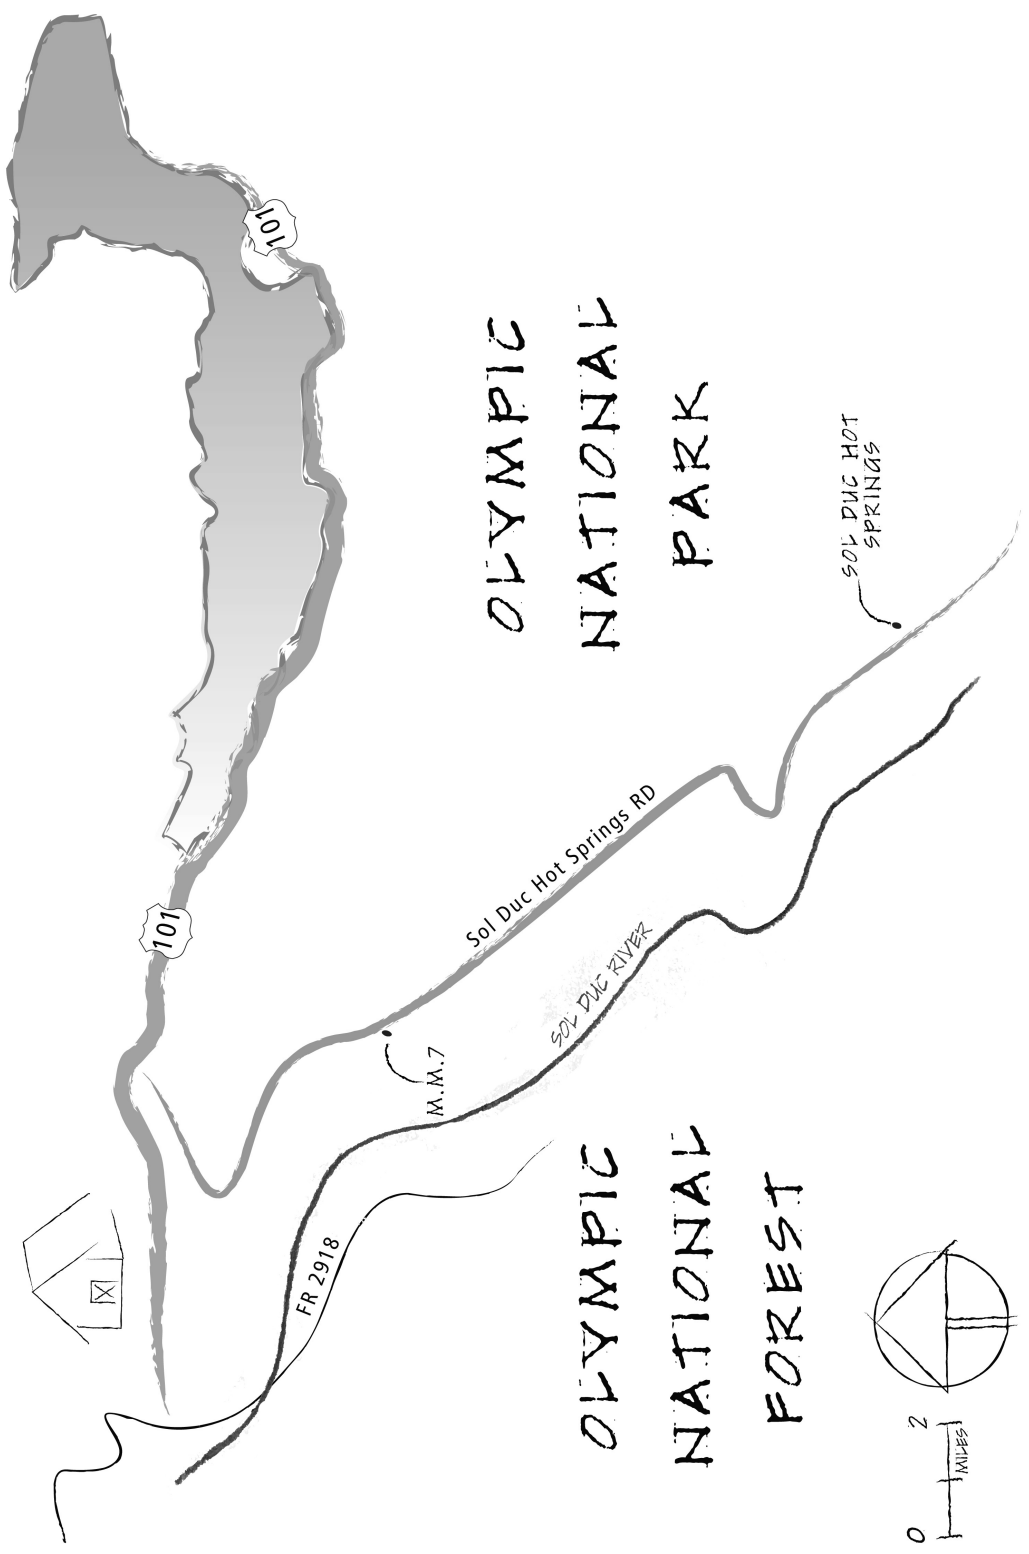 101
101
OLYMPIC
NATIONAL
PARK
SOL DUC HOT
SPRINGS
Sol Duc Hot Springs RD
M.M.7
SOL DUC RIVER
FR 2918
OLYMPIC
NATIONAL
FOREST
0 2
MILES